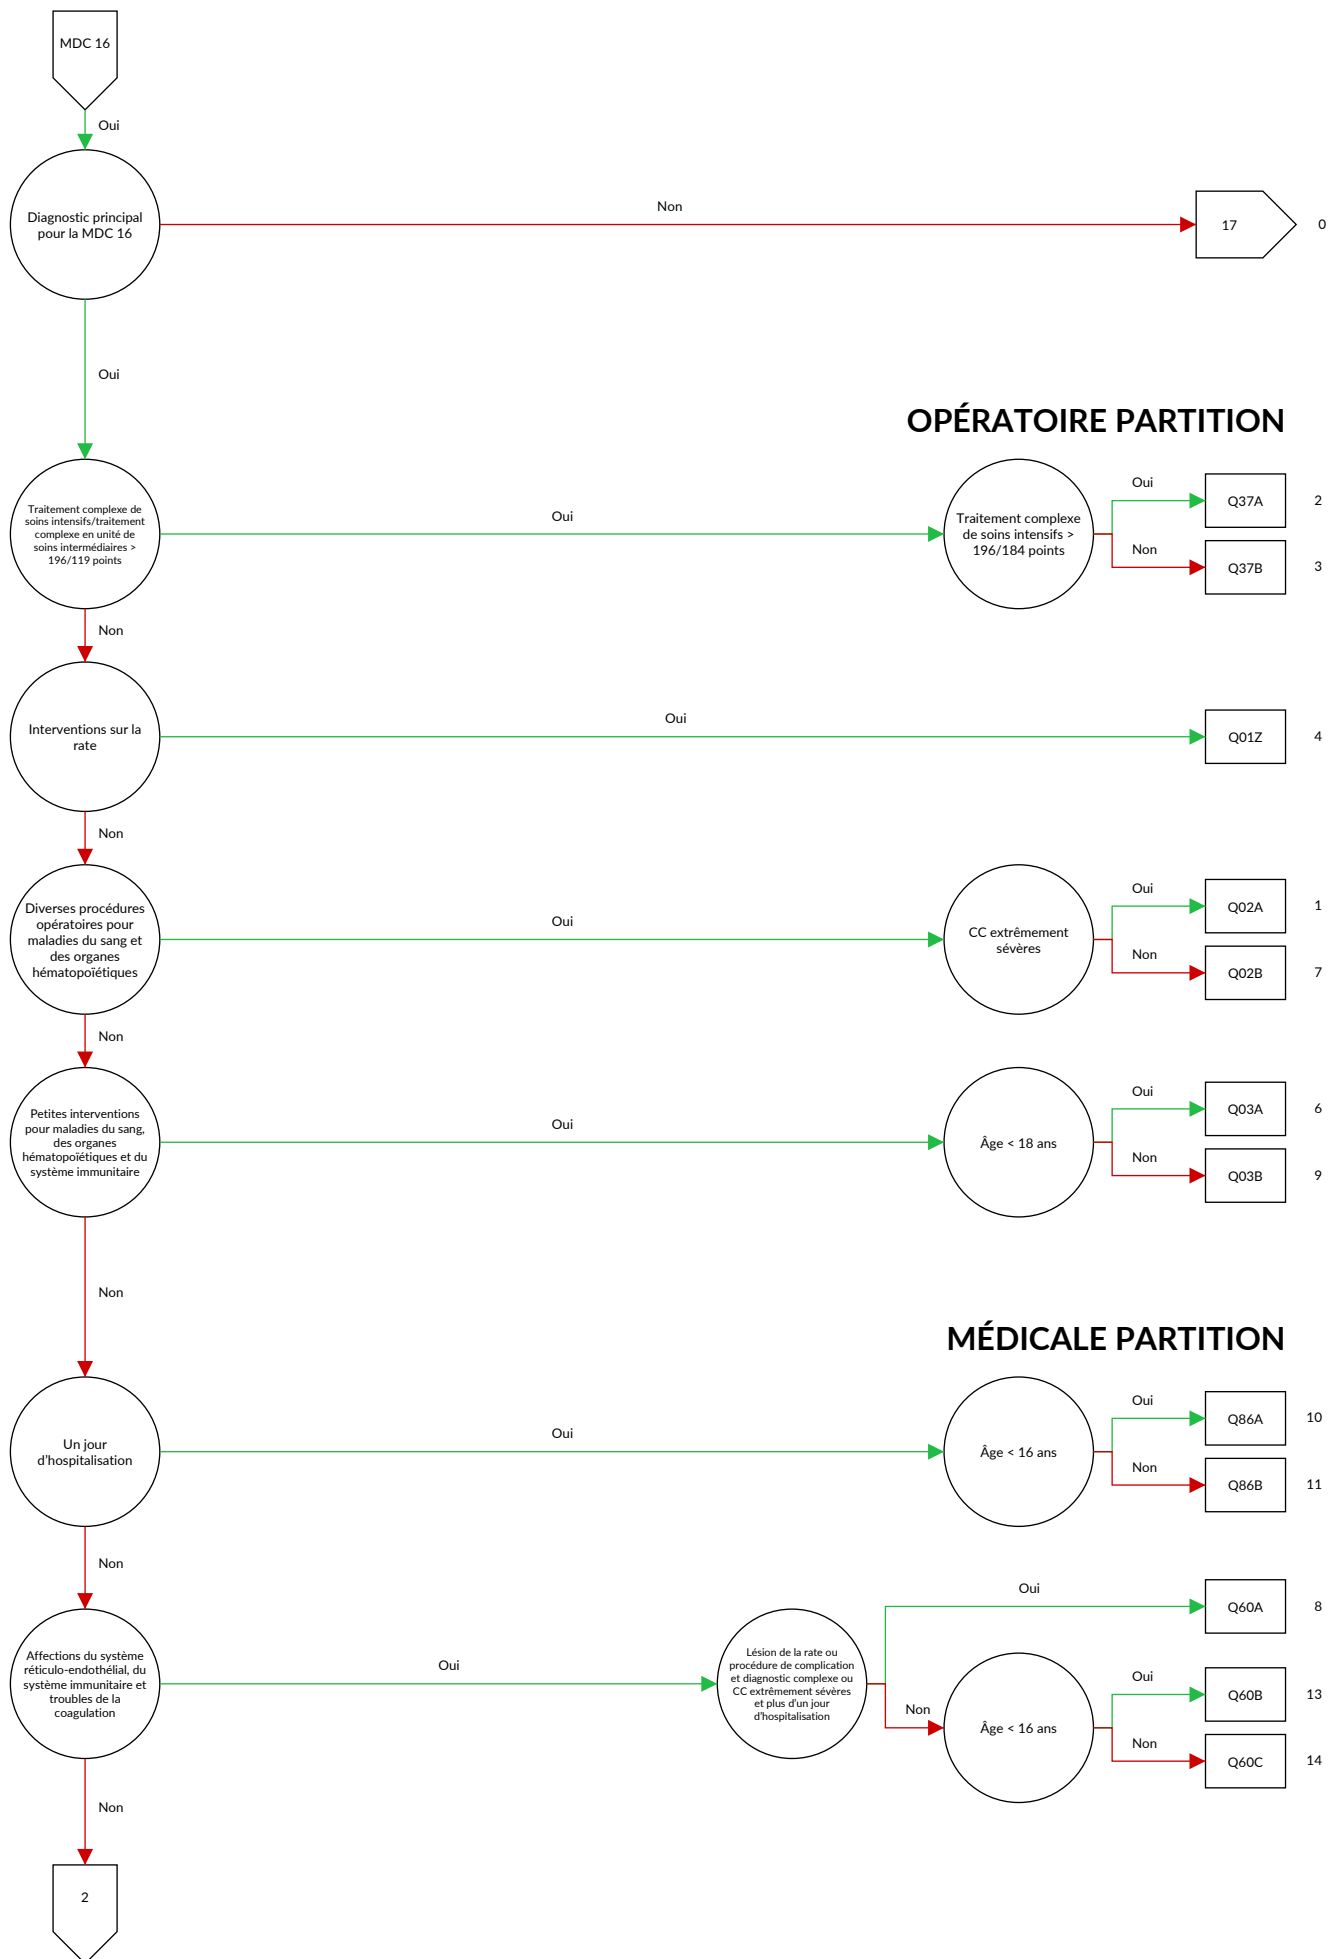 MDC 16
Oui
Diagnostic principal
pour la MDC 16
Non
17
0
Oui
OPÉRATOIRE PARTITION
Traitement complexe de
soins intensifs/traitement
complexe en unité de
soins intermédiaires >
196/119 points
Oui
Traitement complexe
de soins intensifs >
196/184 points
Oui
Q37A
2
Non
Q37B
3
Non
Interventions sur la
rate
Oui
Q01Z
4
Non
Diverses procédures
opératoires pour
maladies du sang et
des organes
hématopoïétiques
Oui
CC extrêmement
sévères
Oui
Q02A
1
Non
Q02B
7
Non
Petites interventions
pour maladies du sang,
des organes
hématopoïétiques et du
système immunitaire
Oui
Âge < 18 ans
Oui
Q03A
6
Non
Q03B
9
Non
MÉDICALE PARTITION
Un jour
d'hospitalisation
Oui
Âge < 16 ans
Oui
Q86A
10
Non
Q86B
11
Non
Affections du système
réticulo-endothélial, du
système immunitaire et
troubles de la
coagulation
Oui
Lésion de la rate ou
procédure de complication
et diagnostic complexe ou
CC extrêmement sévères
et plus d'un jour
d'hospitalisation
Oui
Q60A
8
Non
Âge < 16 ans
Oui
Q60B
13
Non
Q60C
14
Non
2